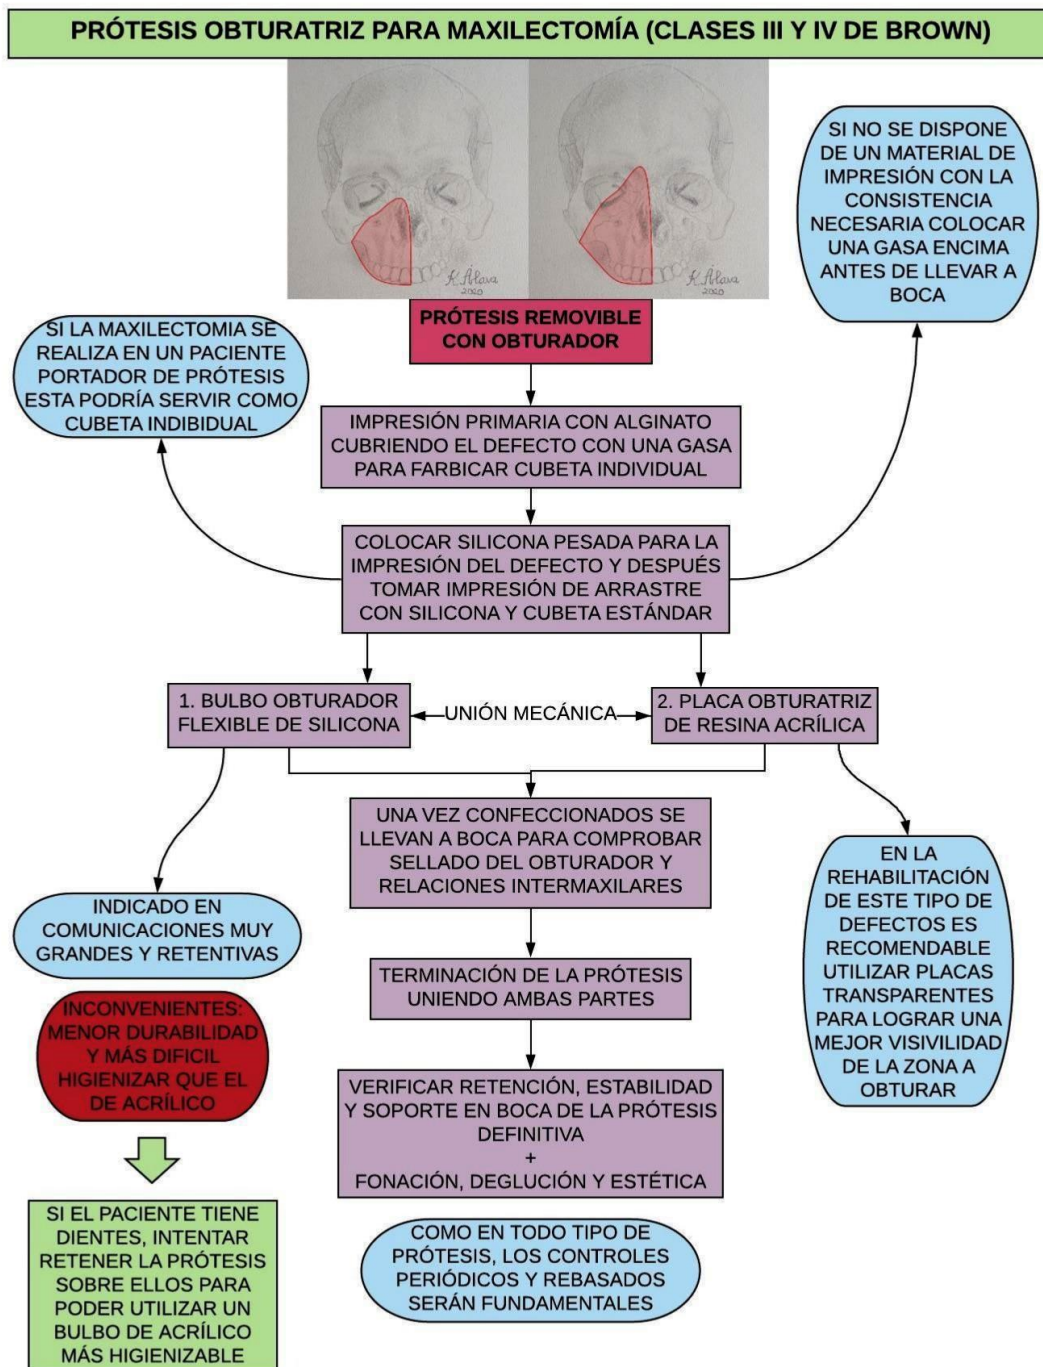 PRÓTESIS OBTURATRIZ PARA MAXILECTOMÍA (CLASES III Y IV DE BROWN)
K. Álava
2020
K. Álava
2020
SI NO SE DISPONE
DE UN MATERIAL DE
IMPRESIÓN CON LA
CONSISTENCIA
NECESARIA COLOCAR
UNA GASA ENCIMA
ANTES DE LLEVAR A
BOCA
PRÓTESIS REMOVIBLE
CON OBTURADOR
SI LA MAXILECTOMIA SE
REALIZA EN UN PACIENTE
PORTADOR DE PRÓTESIS
ESTA PODRÍA SERVIR COMO
CUBETA INDIBIDUAL
IMPRESIÓN PRIMARIA CON ALGINATO
CUBRIENDO EL DEFECTO CON UNA GASA
PARA FARBICAR CUBETA INDIVIDUAL
COLOCAR SILICONA PESADA PARA LA
IMPRESIÓN DEL DEFECTO Y DESPUÉS
TOMAR IMPRESIÓN DE ARRASTRE
CON SILICONA Y CUBETA ESTÁNDAR
1. BULBO OBTURADOR
FLEXIBLE DE SILICONA
UNIÓN MECÁNICA
2. PLACA OBTURATRIZ
DE RESINA ACRÍLICA
UNA VEZ CONFECCIONADOS SE
LLEVAN A BOCA PARA COMPROBAR
SELLADO DEL OBTURADOR Y
RELACIONES INTERMAXILARES
EN LA
REHABILITACIÓN
DE ESTE TIPO DE
DEFECTOS ES
RECOMENDABLE
UTILIZAR PLACAS
TRANSPARENTES
PARA LOGRAR UNA
MEJOR VISIVILIDAD
DE LA ZONA A
OBTURAR
INDICADO EN
COMUNICACIONES MUY
GRANDES Y RETENTIVAS
TERMINACIÓN DE LA PRÓTESIS
UNIENDO AMBAS PARTES
INCONVENIENTES:
MENOR DURABILIDAD
Y MÁS DIFICIL
HIGIENIZAR QUE EL
DE ACRÍLICO
VERIFICAR RETENCIÓN, ESTABILIDAD
Y SOPORTE EN BOCA DE LA PRÓTESIS
DEFINITIVA
+
FONACIÓN, DEGLUCIÓN Y ESTÉTICA
SI EL PACIENTE TIENE
DIENTES, INTENTAR
RETENER LA PRÓTESIS
SOBRE ELLOS PARA
PODER UTILIZAR UN
BULBO DE ACRÍLICO
MÁS HIGIENIZABLE
COMO EN TODO TIPO DE
PRÓTESIS, LOS CONTROLES
PERIÓDICOS Y REBASADOS
SERÁN FUNDAMENTALES